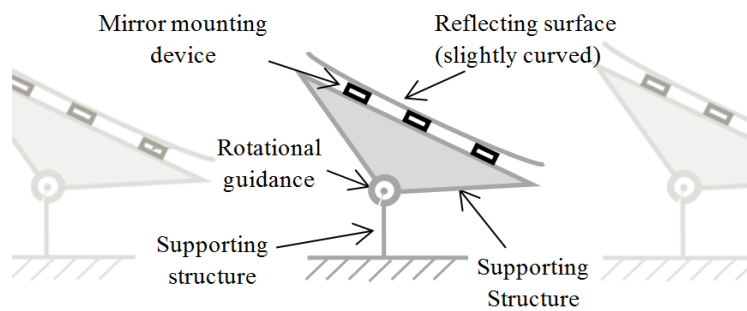 Mirror mounting
device
Reflecting surface
(slightly curved)
Rotational
guidance
Supporting
structure
Supporting
Structure